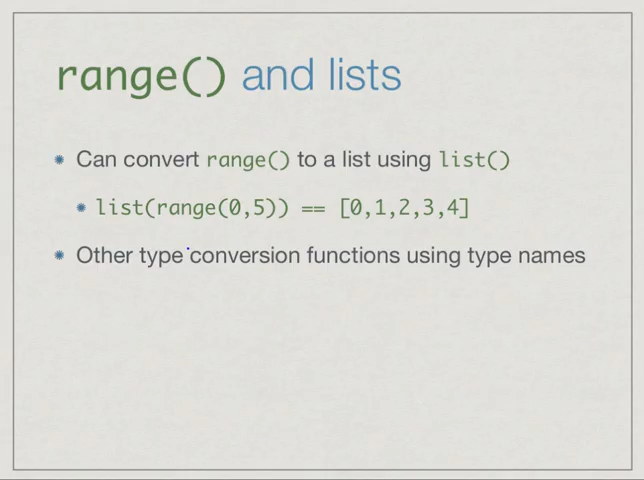 range() and lists
Can convert range() to a list using list()
list(range(0,5)) == [0,1,2,3,4]
Other type conversion functions using type names